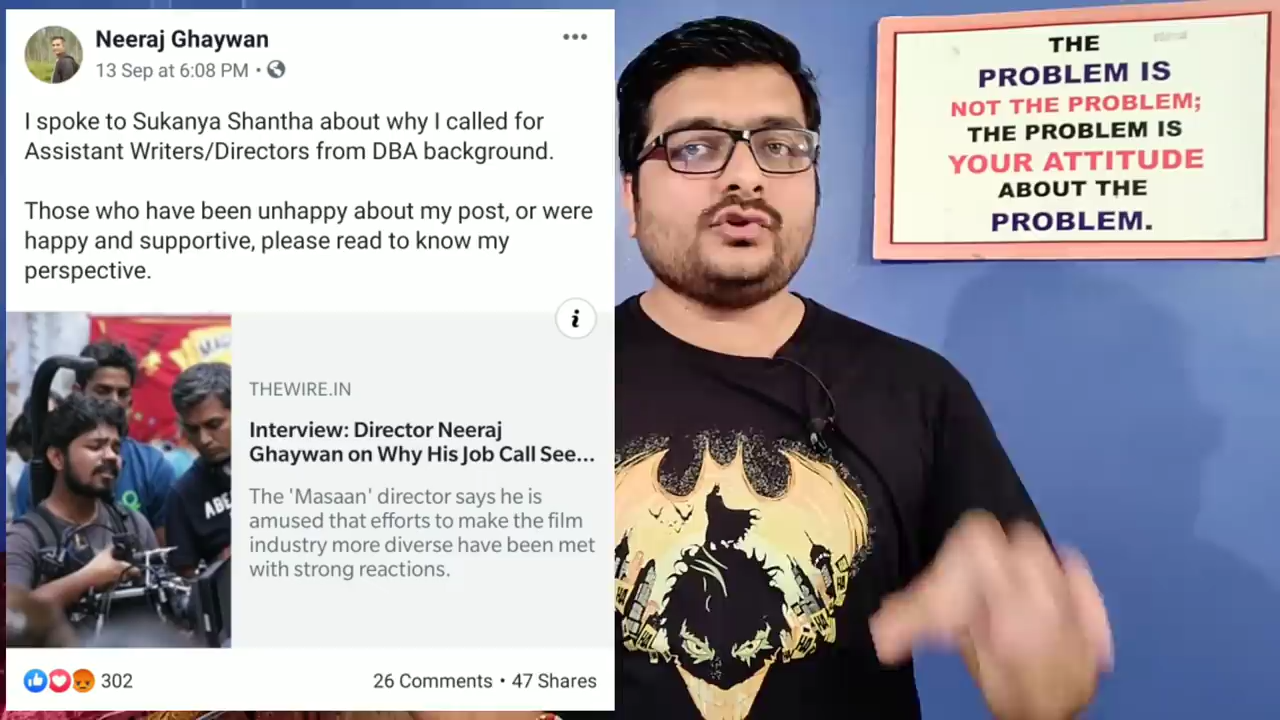 Neeraj Ghaywan
13 Sep at 6:08 PM •
I spoke to Sukanya Shantha about why I called for
Assistant Writers/Directors from DBA background.
Those who have been unhappy about my post, or were
happy and supportive, please read to know my
perspective.
i
THEWIRE.IN
Interview: Director Neeraj
Ghaywan on Why His Job Call See...
The 'Masaan' director says he is
amused that efforts to make the film
industry more diverse have been met
with strong reactions.
302
26 Comments • 47 Shares
THE
PROBLEM IS
NOT THE PROBLEM;
THE PROBLEM IS
YOUR ATTITUDE
ABOUT THE
PROBLEM.